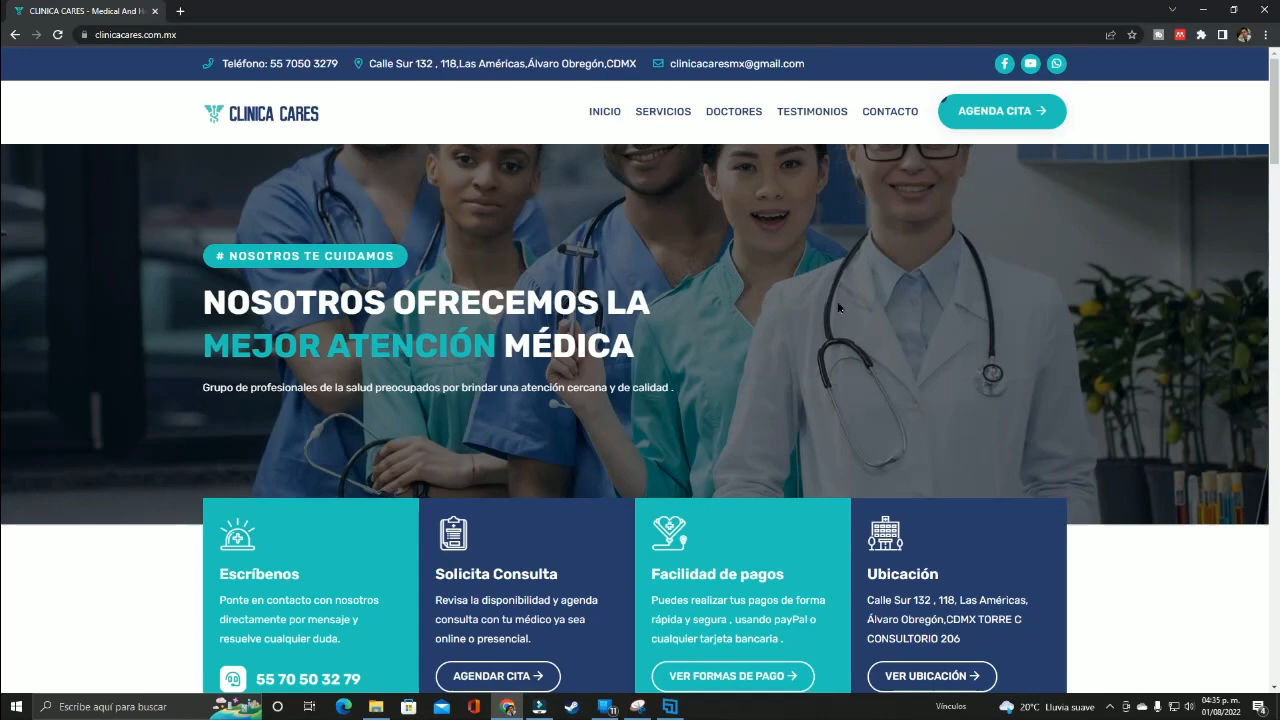 CLINICA CARES - Medical And H
clinicacares.com.mx
Teléfono: 55 7050 3279
Calle Sur 132 , 118,Las Américas,Álvaro Obregón,CDMX
clinicacaresmx@gmail.com
CLINICA CARES
INICIO
SERVICIOS
DOCTORES
TESTIMONIOS
CONTACTO
AGENDA CITA
# NOSOTROS TE CUIDAMOS
NOSOTROS OFRECEMOS LA
MEJOR ATENCIÓN MÉDICA
Grupo de profesionales de la salud preocupados por brindar una atención cercana y de calidad .
Escríbenos
Ponte en contacto con nosotros
directamente por mensaje y
resuelve cualquier duda.
55 70 50 32 79
Solicita Consulta
Revisa la disponibilidad y agenda
consulta con tu médico ya sea
online o presencial.
AGENDAR CITA
Facilidad de pagos
Puedes realizar tus pagos de forma
rápida y segura , usando payPal o
cualquier tarjeta bancaria .
VER FORMAS DE PAGO
Ubicación
Calle Sur 132 , 118, Las Américas,
Álvaro Obregón,CDMX TORRE C
CONSULTORIO 206
VER UBICACIÓN
Escribe aquí para buscar
11
Vínculos
20°C Lluvia suave
04:35 p. m.
01/08/2022